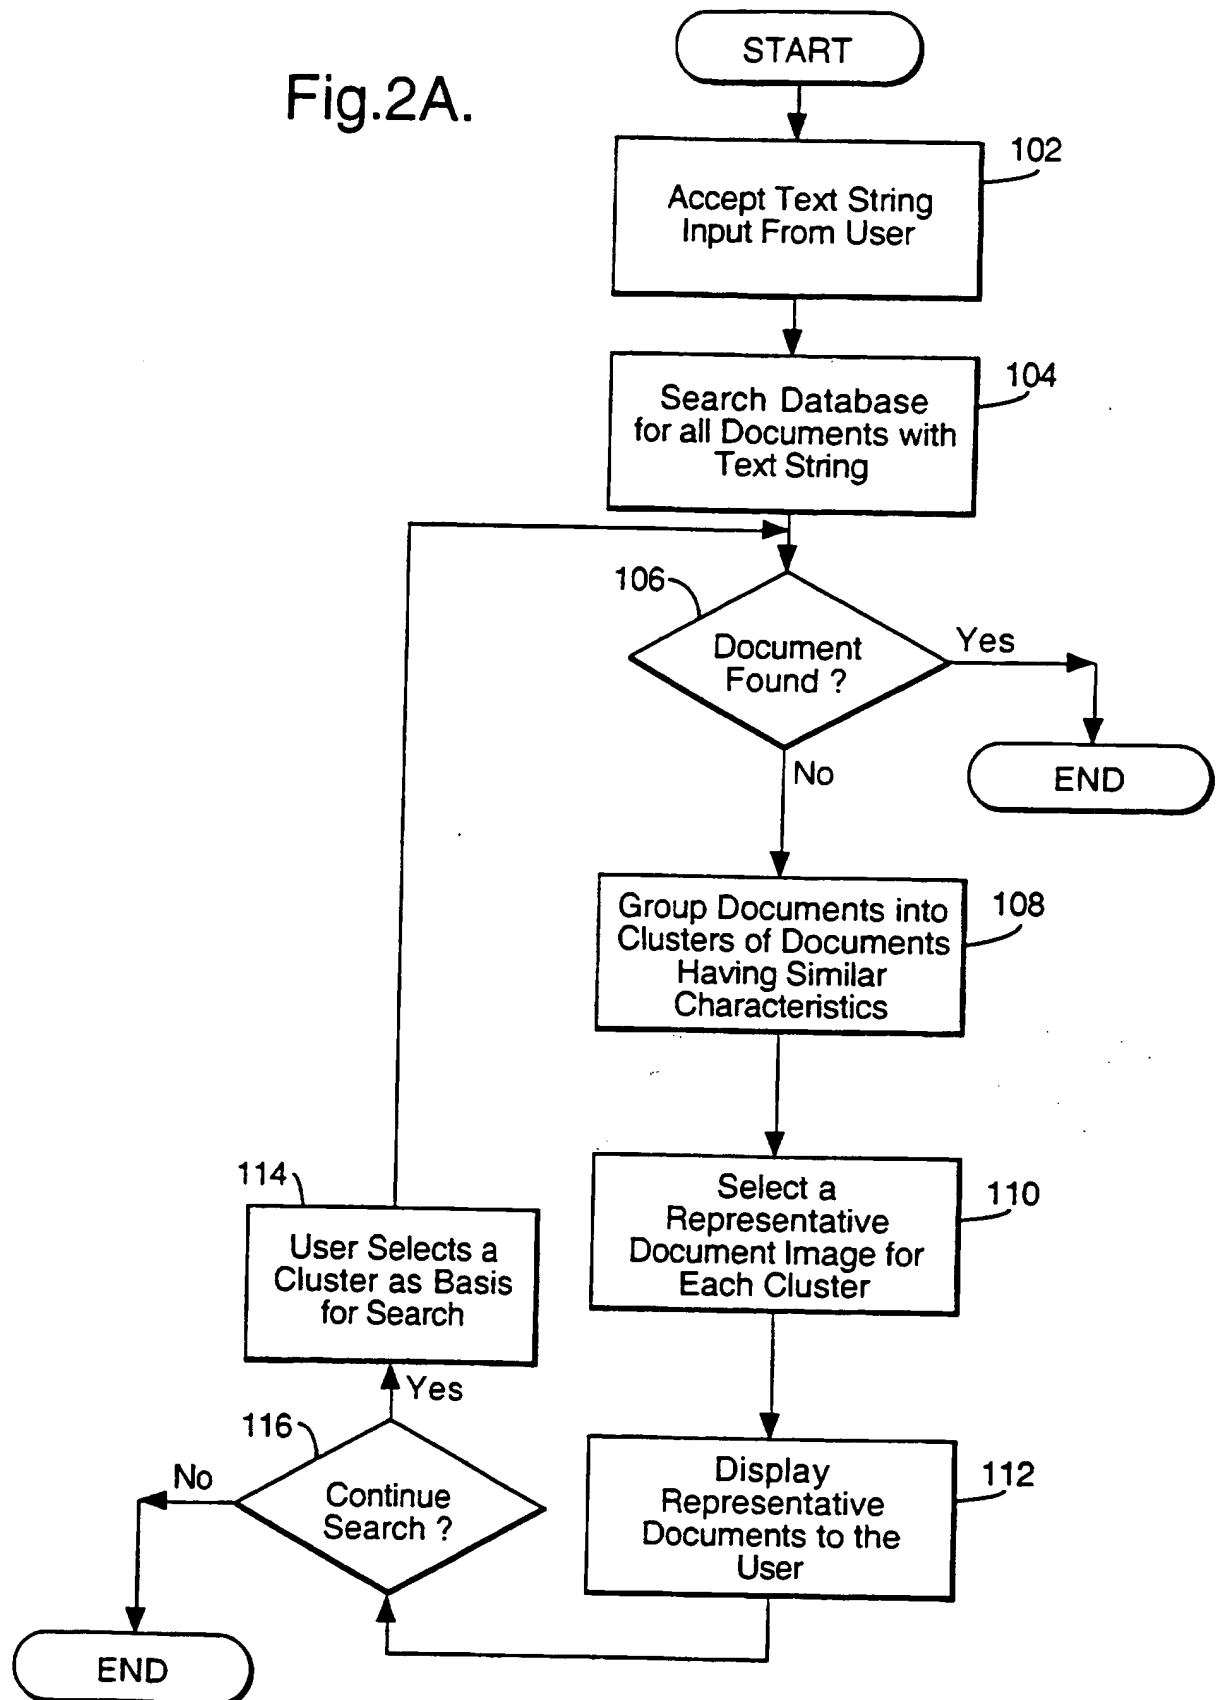 START
Fig.2A.
102
Accept Text String
Input From User
104
Search Database
for all Documents with
Text String
106
Document
Found ?
Yes
END
No
108
Group Documents into
Clusters of Documents
Having Similar
Characteristics
110
Select a
Representative
Document Image for
Each Cluster
114
User Selects a
Cluster as Basis
for Search
Yes
116
Continue
Search ?
No
END
112
Display
Representative
Documents to the
User